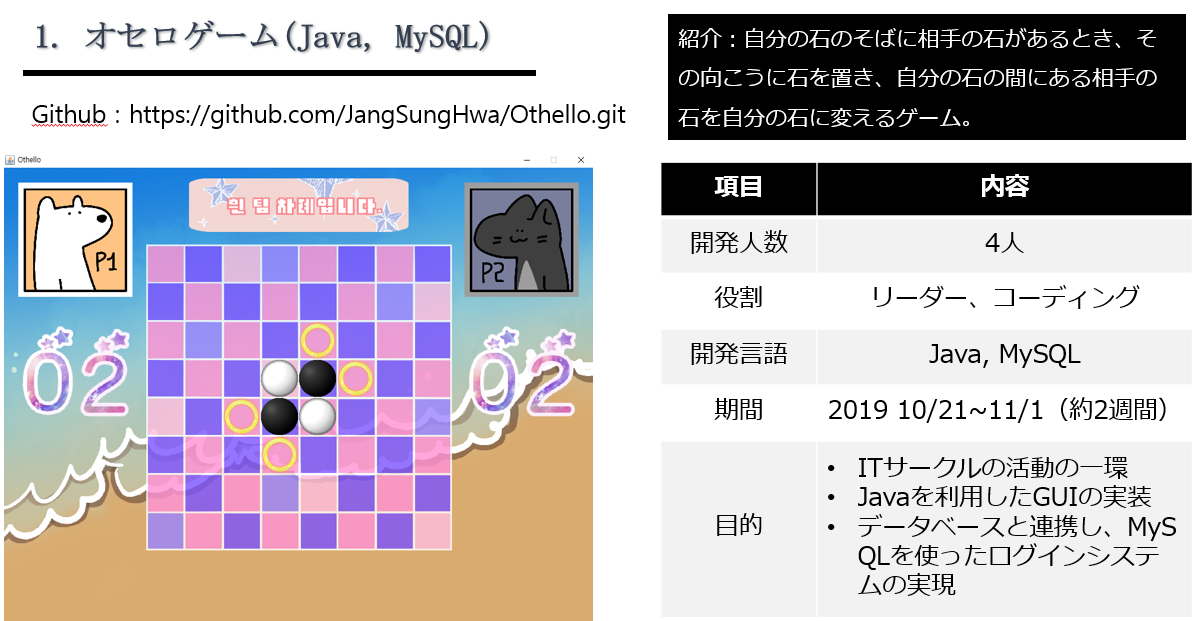 1. オセロゲーム(Java, MySQL)
Github：https://github.com/JangSungHwa/Othello.git
紹介：自分の石のそばに相手の石があるとき、そ
の向こうに石を置き、自分の石の間にある相手の
石を自分の石に変えるゲーム。
Othello
흰 팀 차례입니다.
P1
P2
02
02
項目 内容
開発人数 4人
役割 リーダー、コーディング
開発言語 Java, MySQL
期間 2019 10/21~11/1（約2週間）
目的
• ITサークルの活動の一環
• Javaを利用したGUIの実装
• データベースと連携し、MyS
QLを使ったログインシステ
ムの実現